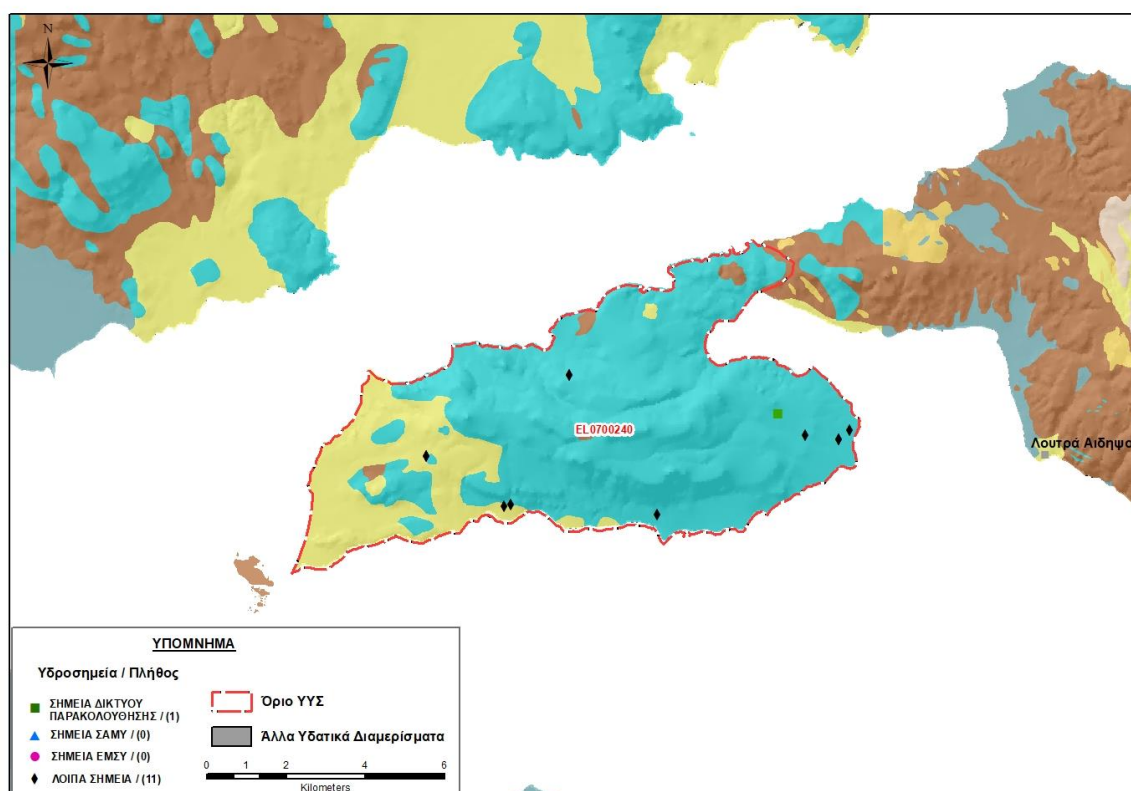 N
EL0700240
Λουτρά Αιδηψο
ΥΠΟΜΝΗΜΑ
Υδροσημεία / Πλήθος
ΣΗΜΕΙΑ ΔΙΚΤΥΟΥ
ΠΑΡΑΚΟΛΟΥΘΗΣΗΣ / (1)
ΣΗΜΕΙΑ ΣΑΜΥ / (0)
ΣΗΜΕΙΑ ΕΜΣΥ / (0)
ΛΟΙΠΑ ΣΗΜΕΙΑ / (11)
Όριο ΥΥΣ
Άλλα Υδατικά Διαμερίσματα
0 1 2 4 6
Kilometers